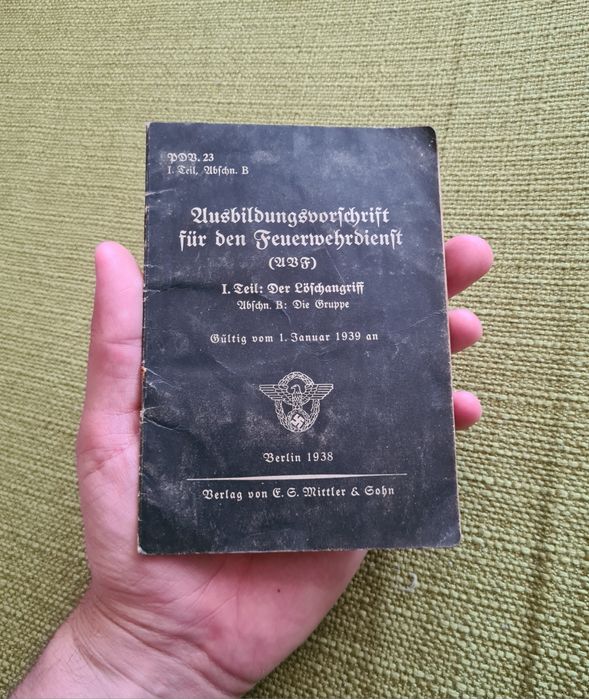 PDV. 23
I. Teil, Abschn. B
Ausbildungsvorschrift
für den Feuerwehrdienst
(AVF)
I. Teil: Der Löschangriff
Abschn. B: Die Gruppe
Gültig vom 1. Januar 1939 an
Berlin 1938
Verlag von E. S. Mittler & Sohn